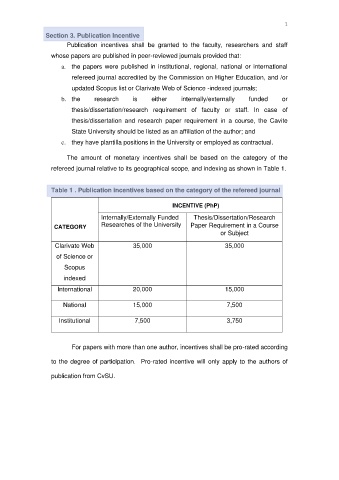 1
Section 3. Publication Incentive
Publication incentives shall be granted to the faculty, researchers and staff
whose papers are published in peer-reviewed journals provided that:
a. the papers were published in institutional, regional, national or international
refereed journal accredited by the Commission on Higher Education, and /or
updated Scopus list or Clarivate Web of Science -indexed journals;
b. the research is either internally/externally funded or
thesis/dissertation/research requirement of faculty or staff. In case of
thesis/dissertation and research paper requirement in a course, the Cavite
State University should be listed as an affiliation of the author; and
c. they have plantilla positions in the University or employed as contractual.
The amount of monetary incentives shall be based on the category of the
refereed journal relative to its geographical scope, and indexing as shown in Table 1.
Table 1 . Publication incentives based on the category of the refereed journal
CATEGORY
INCENTIVE (PhP)
Internally/Externally Funded
Researches of the University
Thesis/Dissertation/Research
Paper Requirement in a Course
or Subject
Clarivate Web
of Science or
Scopus
indexed
35,000 35,000
International 20,000 15,000
National 15,000 7,500
Institutional 7,500 3,750
For papers with more than one author, incentives shall be pro-rated according
to the degree of participation. Pro-rated incentive will only apply to the authors of
publication from CvSU.